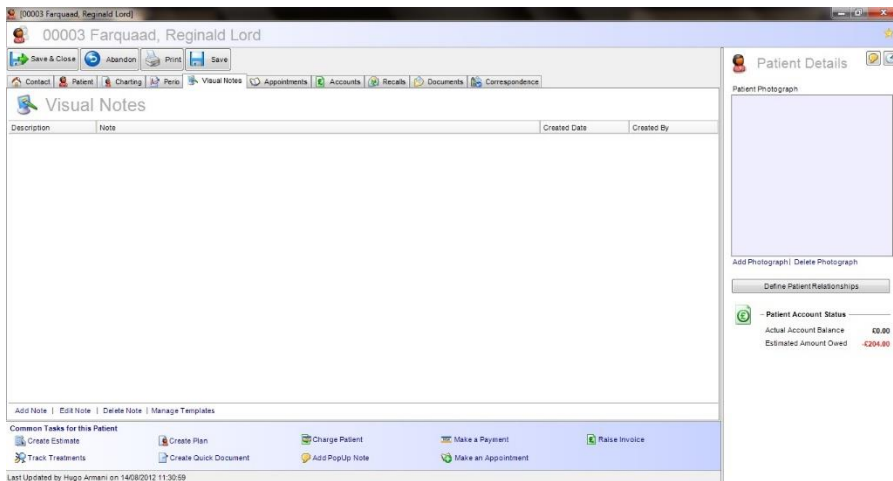 [00003 Farquaad, Reginald Lord]
00003 Farquaad, Reginald Lord
Save & Close Abandon Print Save
Contact Patient Charting Perio Visual Notes Appointments Accounts Recalls Documents Correspondence
Visual Notes
Description Note Created Date Created By
Add Note | Edit Note | Delete Note | Manage Templates
Common Tasks for this Patient
Create Estimate Create Plan Charge Patient Make a Payment Raise Invoice
Track Treatments Create Quick Document Add PopUp Note Make an Appointment
Last Updated by Hugo Armani on 14/08/2012 11:30:59
Patient Details
Patient Photograph
Add Photograph| Delete Photograph
Define Patient Relationships
Patient Account Status
Actual Account Balance £0.00
Estimated Amount Owed -£204.00